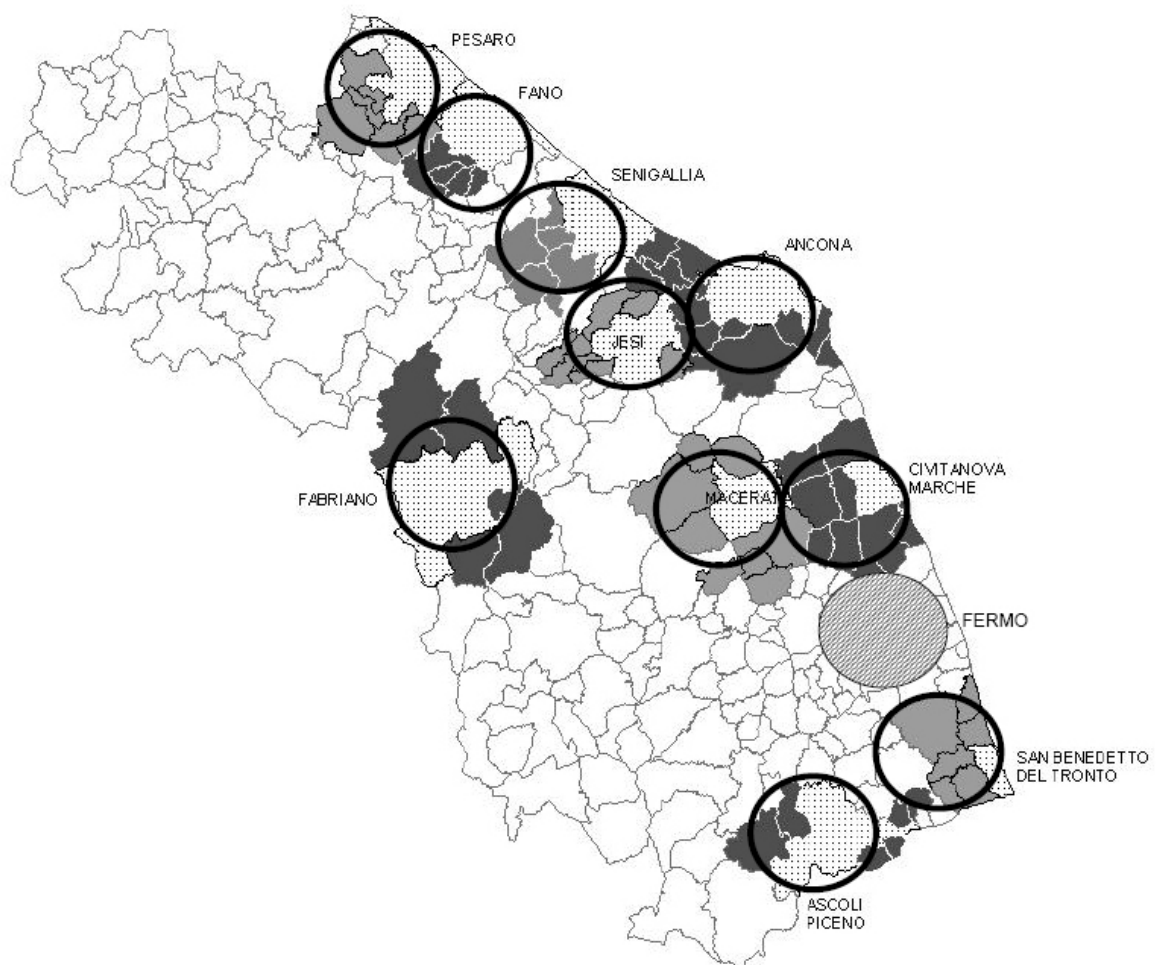 PESARO
FANO
SENIGALLIA
ANCONA
JESI
CIVITANOVA
MARCHE
MACERATA
FABRIANO
FERMO
SAN BENEDETTO
DEL TRONTO
ASCOLI
PICENO